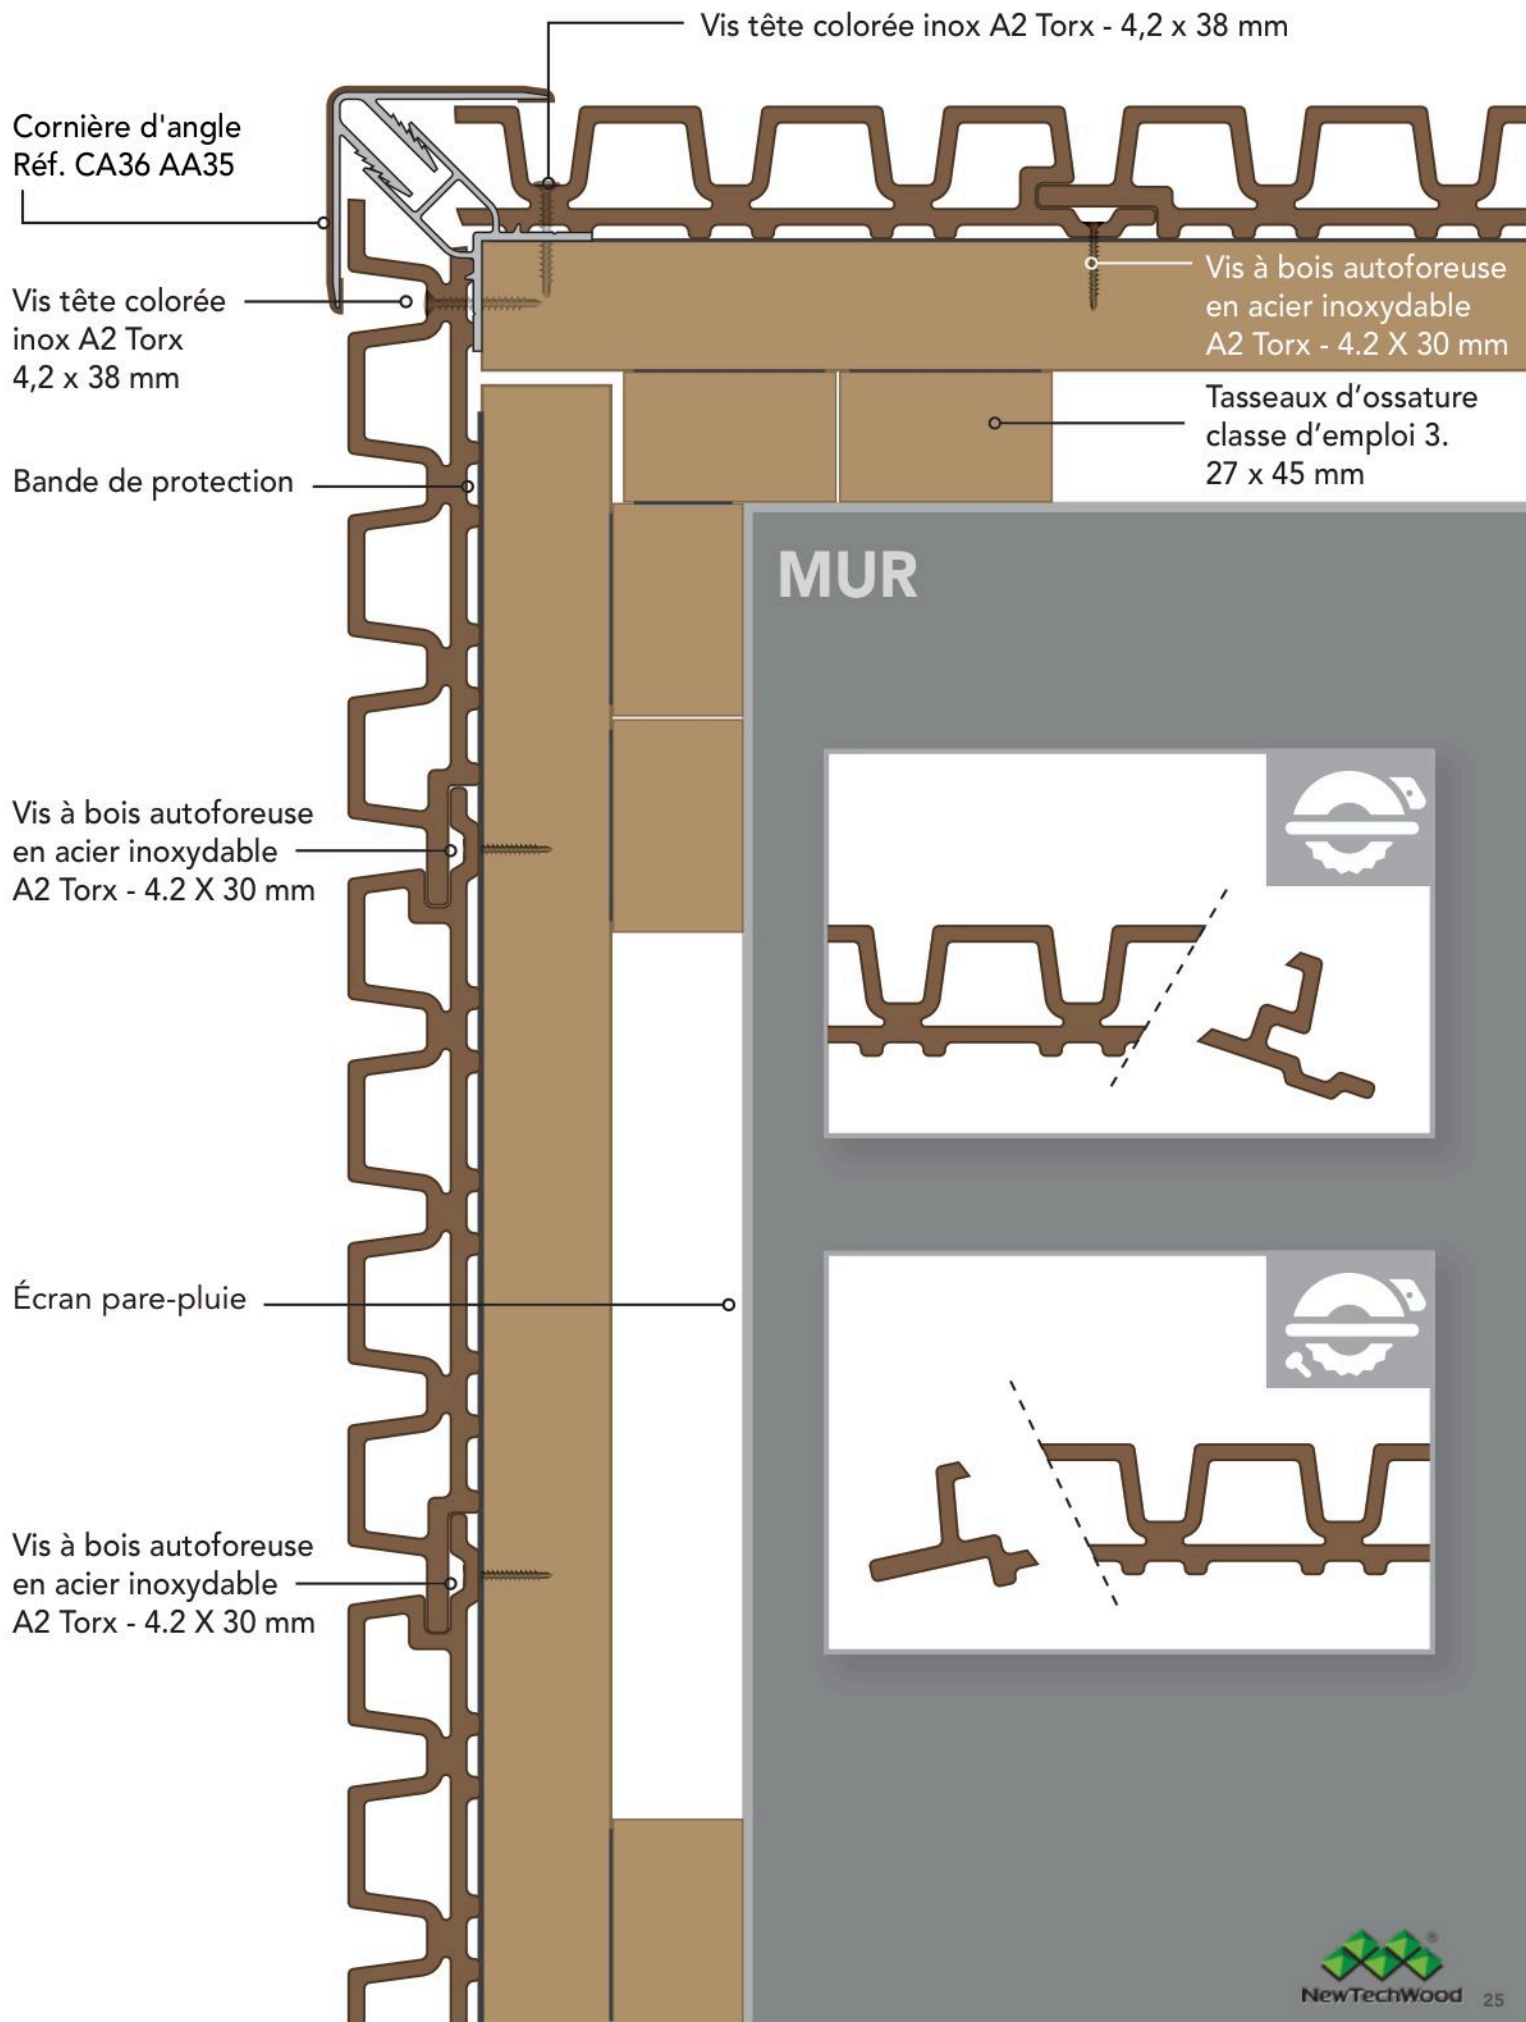 Vis tête colorée inox A2 Torx - 4,2 x 38 mm
Cornière d'angle
Réf. CA36 AA35
Vis tête colorée
inox A2 Torx
4,2 x 38 mm
Vis à bois autoforeuse
en acier inoxydable
A2 Torx - 4.2 X 30 mm
Tasseaux d’ossature
classe d’emploi 3.
27 x 45 mm
Bande de protection
MUR
Vis à bois autoforeuse
en acier inoxydable
A2 Torx - 4.2 X 30 mm
Écran pare-pluie
Vis à bois autoforeuse
en acier inoxydable
A2 Torx - 4.2 X 30 mm
®
NewTechWood
25